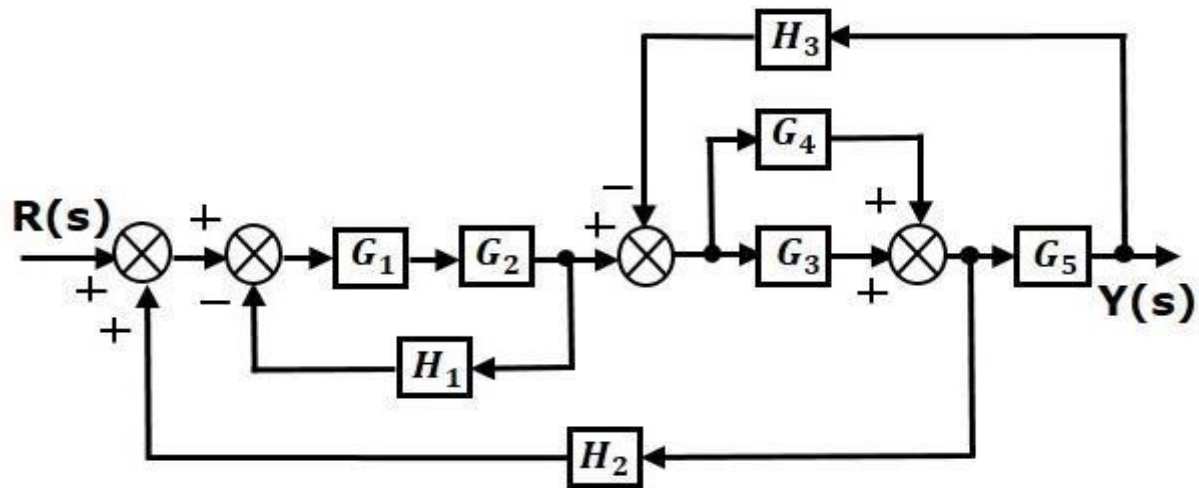 H₃
G₄
−
R(s) + + +
G₁ G₂ G₃ G₅
+ − + Y(s)
+
H₁
H₂